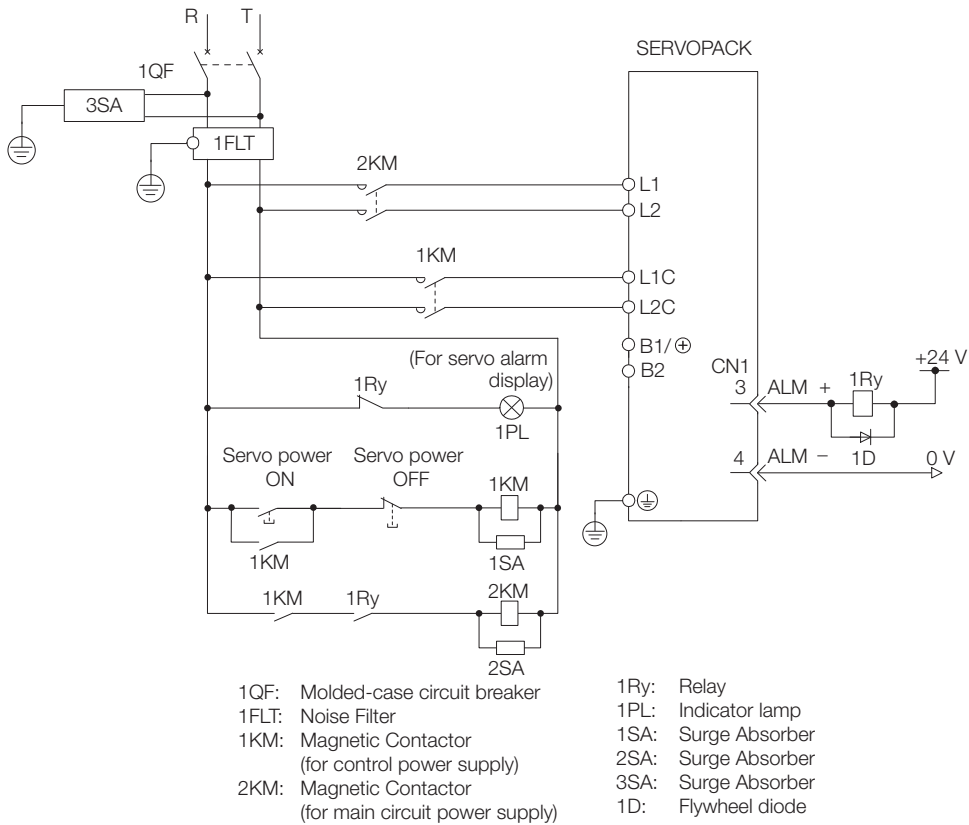 R T
SERVOPACK
1QF
3SA
1FLT
2KM
L1
L2
1KM
L1C
L2C
B1/⊕
B2
(For servo alarm
display)
CN1
+24 V
1Ry
3 ALM + 1Ry
1PL
1D
4 ALM − 0 V
Servo power
ON
Servo power
OFF
1KM
1KM
1SA
1KM 1Ry 2KM
2SA
1QF: Molded-case circuit breaker
1FLT: Noise Filter
1KM: Magnetic Contactor
(for control power supply)
2KM: Magnetic Contactor
(for main circuit power supply)
1Ry: Relay
1PL: Indicator lamp
1SA: Surge Absorber
2SA: Surge Absorber
3SA: Surge Absorber
1D: Flywheel diode